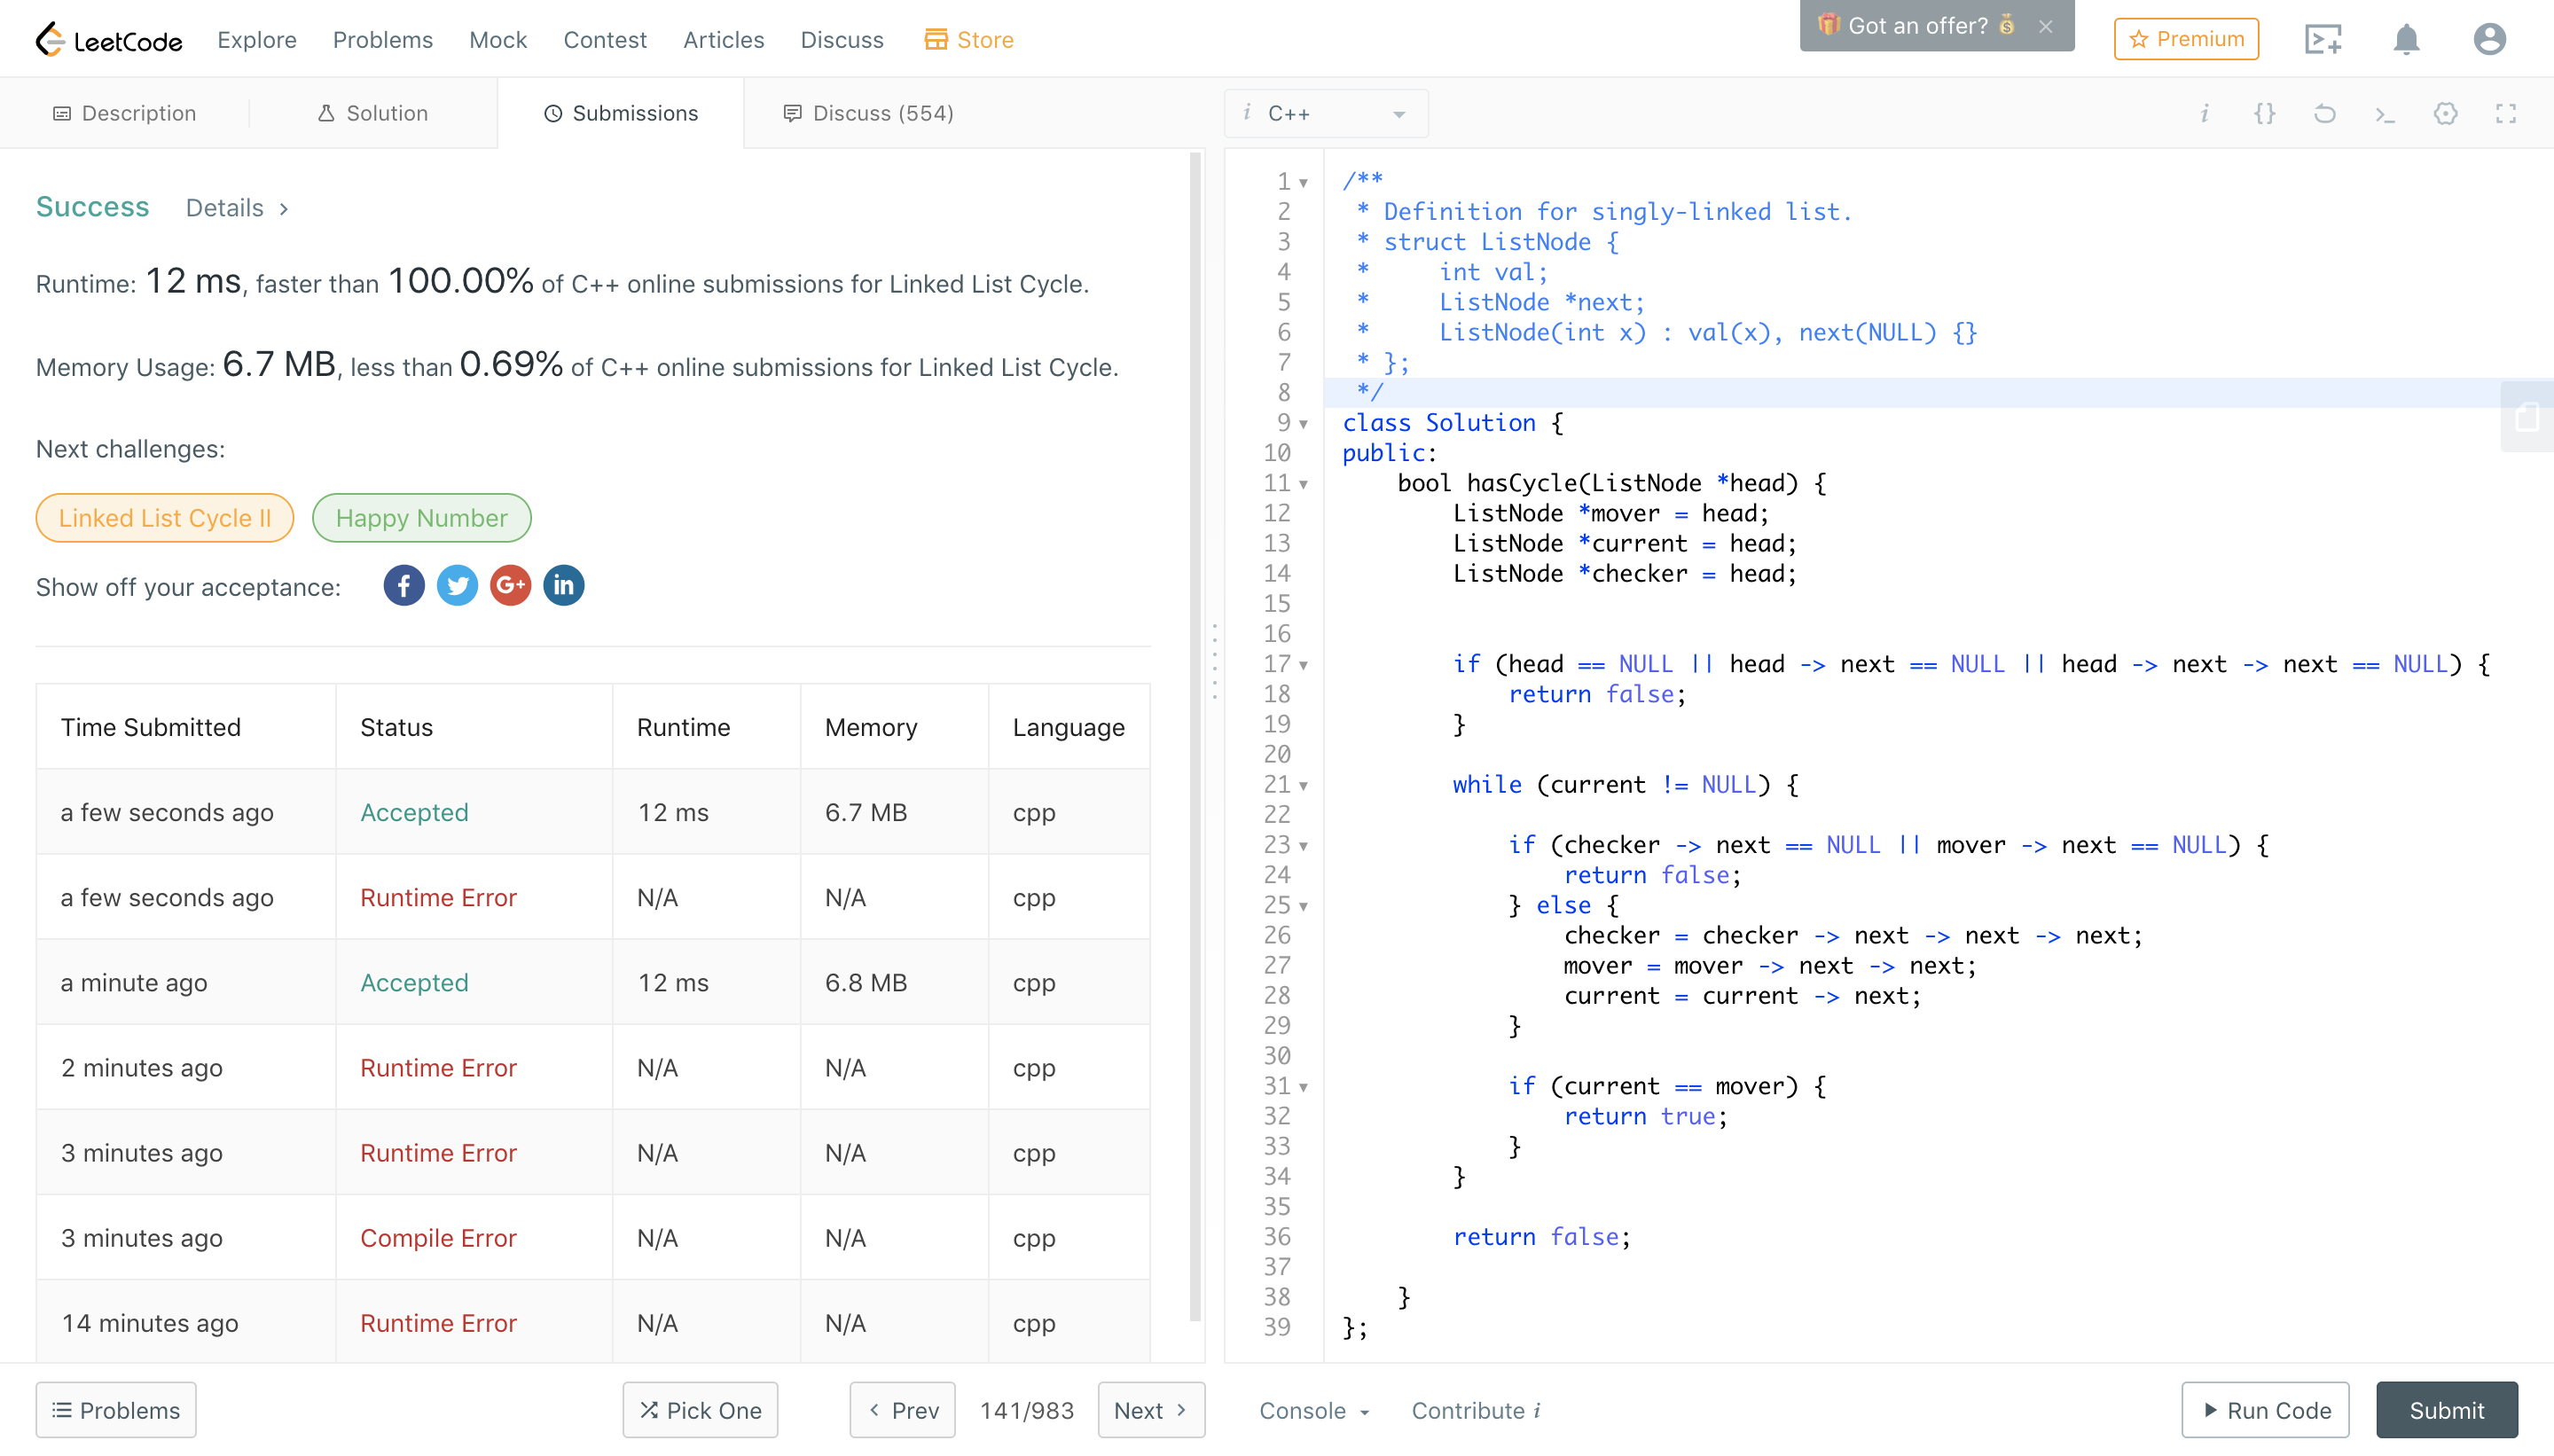 LeetCode Explore Problems Mock Contest Articles Discuss Store Got an offer? Premium
Description Solution Submissions Discuss (554)
Success Details
Runtime: 12 ms, faster than 100.00% of C++ online submissions for Linked List Cycle.
Memory Usage: 6.7 MB, less than 0.69% of C++ online submissions for Linked List Cycle.
Next challenges:
Linked List Cycle II Happy Number
Show off your acceptance: f G+ in
Time Submitted Status Runtime Memory Language
a few seconds ago Accepted 12 ms 6.7 MB cpp
a few seconds ago Runtime Error N/A N/A cpp
a minute ago Accepted 12 ms 6.8 MB cpp
2 minutes ago Runtime Error N/A N/A cpp
3 minutes ago Runtime Error N/A N/A cpp
3 minutes ago Compile Error N/A N/A cpp
14 minutes ago Runtime Error N/A N/A cpp
Problems Pick One Prev 141/983 Next
i C++ i {} >_
1 /**
2  * Definition for singly-linked list.
3  * struct ListNode {
4  *     int val;
5  *     ListNode *next;
6  *     ListNode(int x) : val(x), next(NULL) {}
7  * };
8  */
9 class Solution {
10 public:
11     bool hasCycle(ListNode *head) {
12         ListNode *mover = head;
13         ListNode *current = head;
14         ListNode *checker = head;
15
16
17         if (head == NULL || head -> next == NULL || head -> next -> next == NULL) {
18             return false;
19         }
20
21         while (current != NULL) {
22
23             if (checker -> next == NULL || mover -> next == NULL) {
24                 return false;
25             } else {
26                 checker = checker -> next -> next -> next;
27                 mover = mover -> next -> next;
28                 current = current -> next;
29             }
30
31             if (current == mover) {
32                 return true;
33             }
34         }
35
36         return false;
37
38     }
39 };
Console Contribute i Run Code Submit